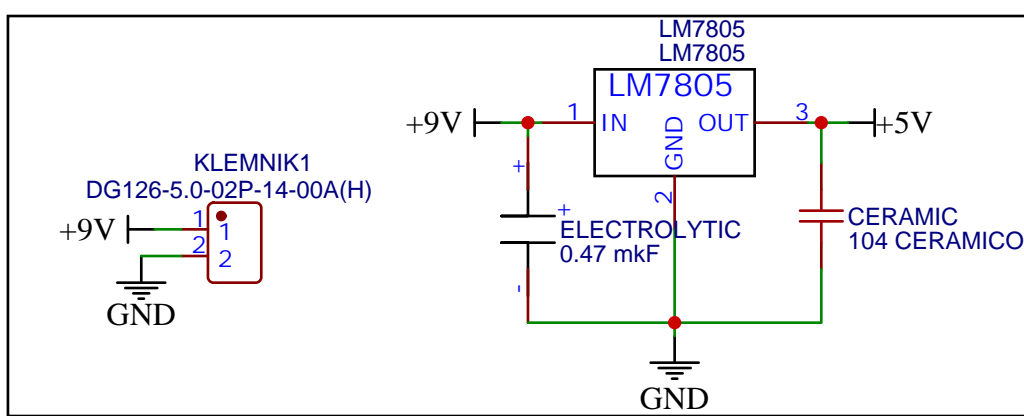 KLEMNIK1
DG126-5.0-02P-14-00A(H)
+9V
1
1
2
2
GND
LM7805
LM7805
LM7805
+9V
1
IN
GND
OUT
3
+5V
2
+
+
ELECTROLYTIC
0.47 mkF
-
CERAMIC
104 CERAMICO
GND